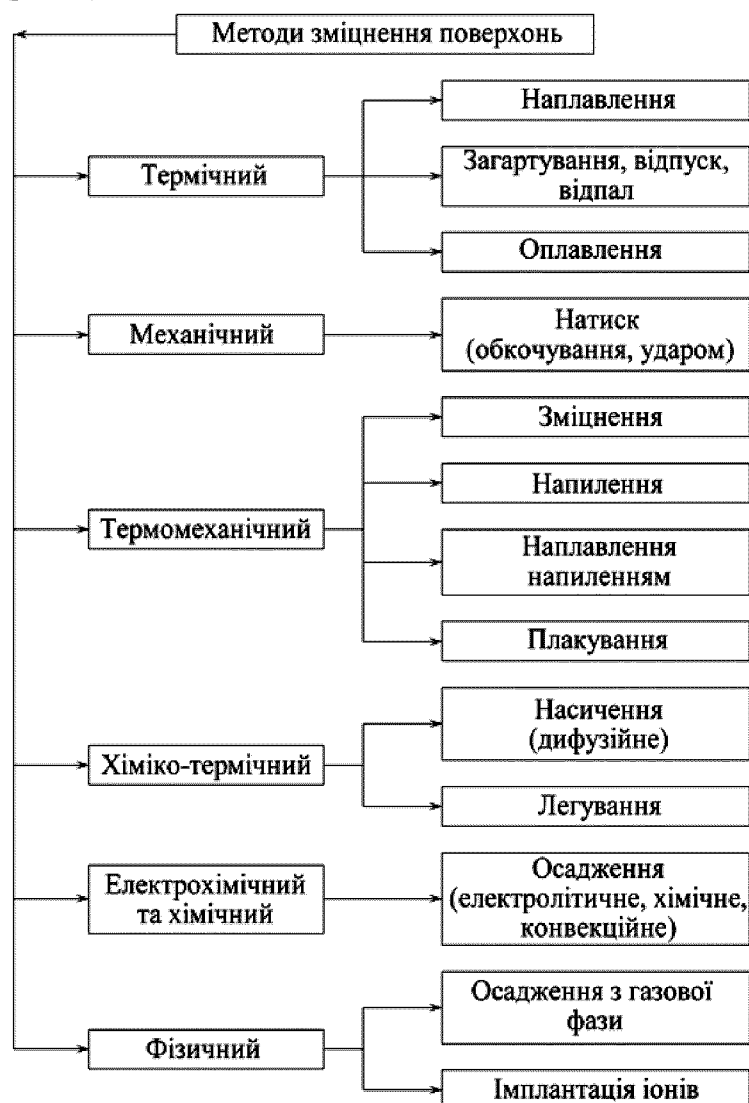 Методи зміцнення поверхонь
Термічний
Наплавлення
Загартування, відпуск,
відпал
Оплавлення
Механічний
Натиск
(обкочування, ударом)
Термомеханічний
Зміцнення
Напилення
Наплавлення
напиленням
Плакування
Хіміко-термічний
Насичення
(дифузійне)
Легування
Електрохімічний
та хімічний
Осадження
(електролітичне, хімічне,
конвекційне)
Фізичний
Осадження з газової
фази
Імплантація іонів